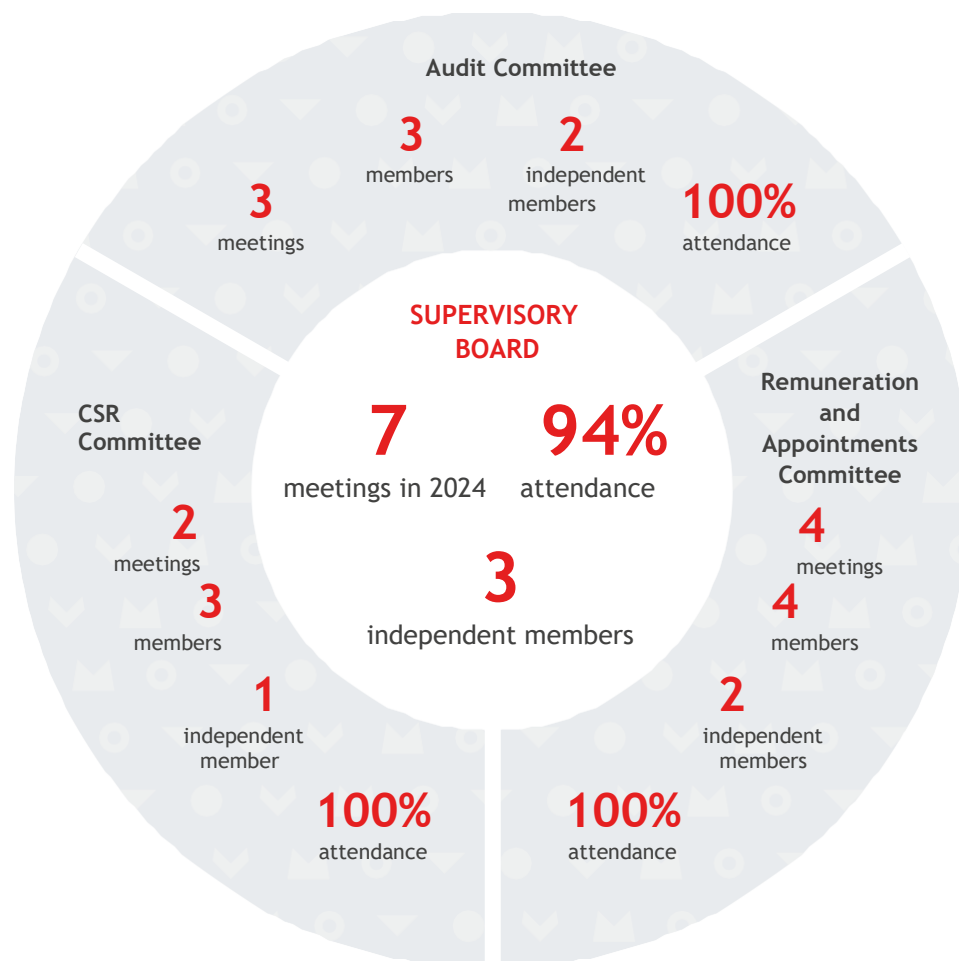 Audit Committee
3
members
2
independent
members
3
meetings
100%
attendance
SUPERVISORY
BOARD
7
meetings in 2024
94%
attendance
3
independent members
CSR
Committee
2
meetings
3
members
1
independent
member
100%
attendance
Remuneration
and
Appointments
Committee
4
meetings
4
members
2
independent
members
100%
attendance